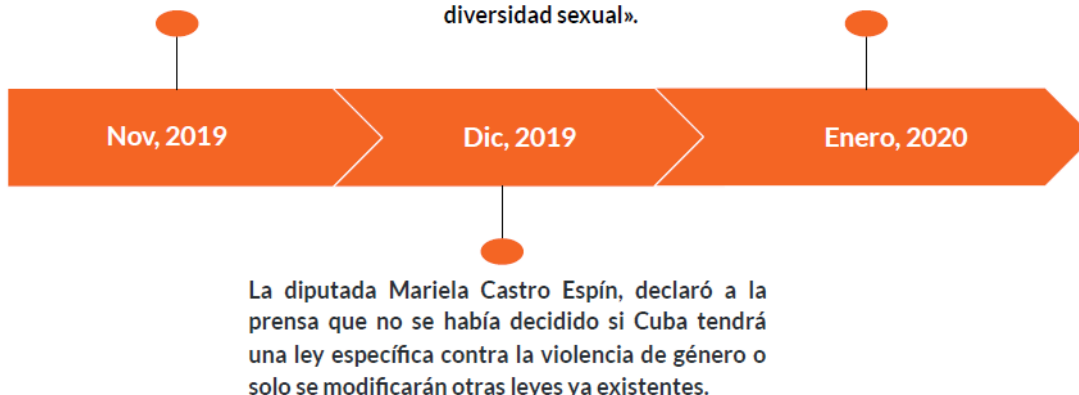 diversidad sexual».
Nov, 2019
Dic, 2019
Enero, 2020
La diputada Mariela Castro Espín, declaró a la
prensa que no se había decidido si Cuba tendrá
una ley específica contra la violencia de género o
solo se modificarán otras leyes ya existentes.